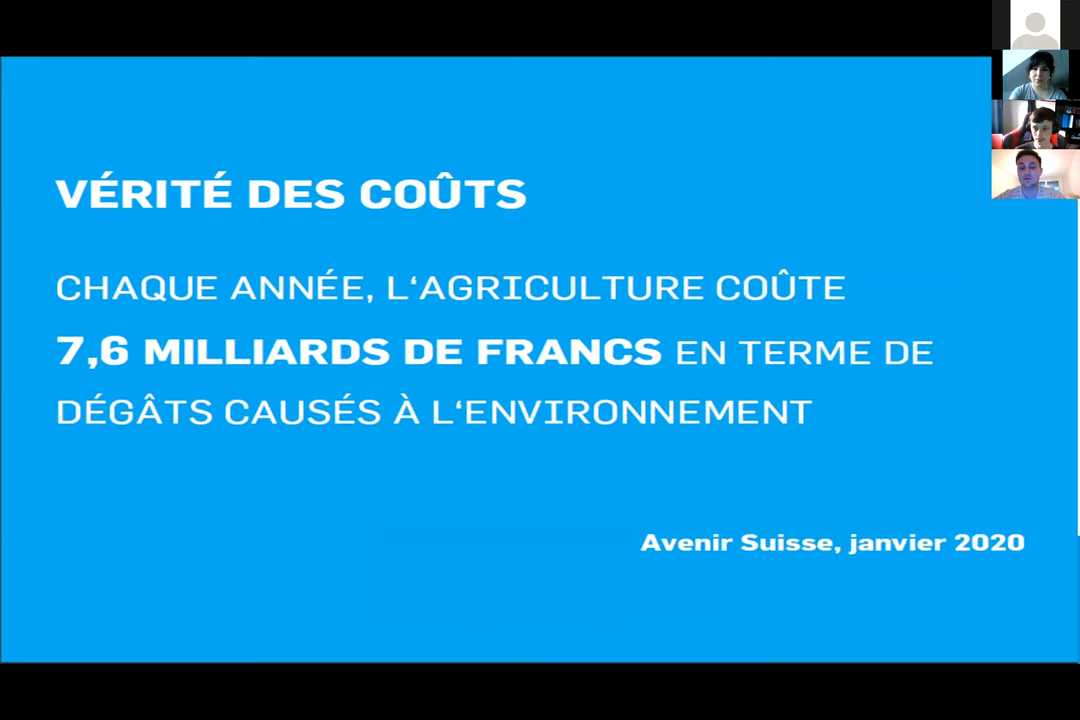 VÉRITÉ DES COÛTS
CHAQUE ANNÉE, L‘AGRICULTURE COÛTE
7,6 MILLIARDS DE FRANCS EN TERME DE
DÉGÂTS CAUSÉS À L‘ENVIRONNEMENT
Avenir Suisse, janvier 2020